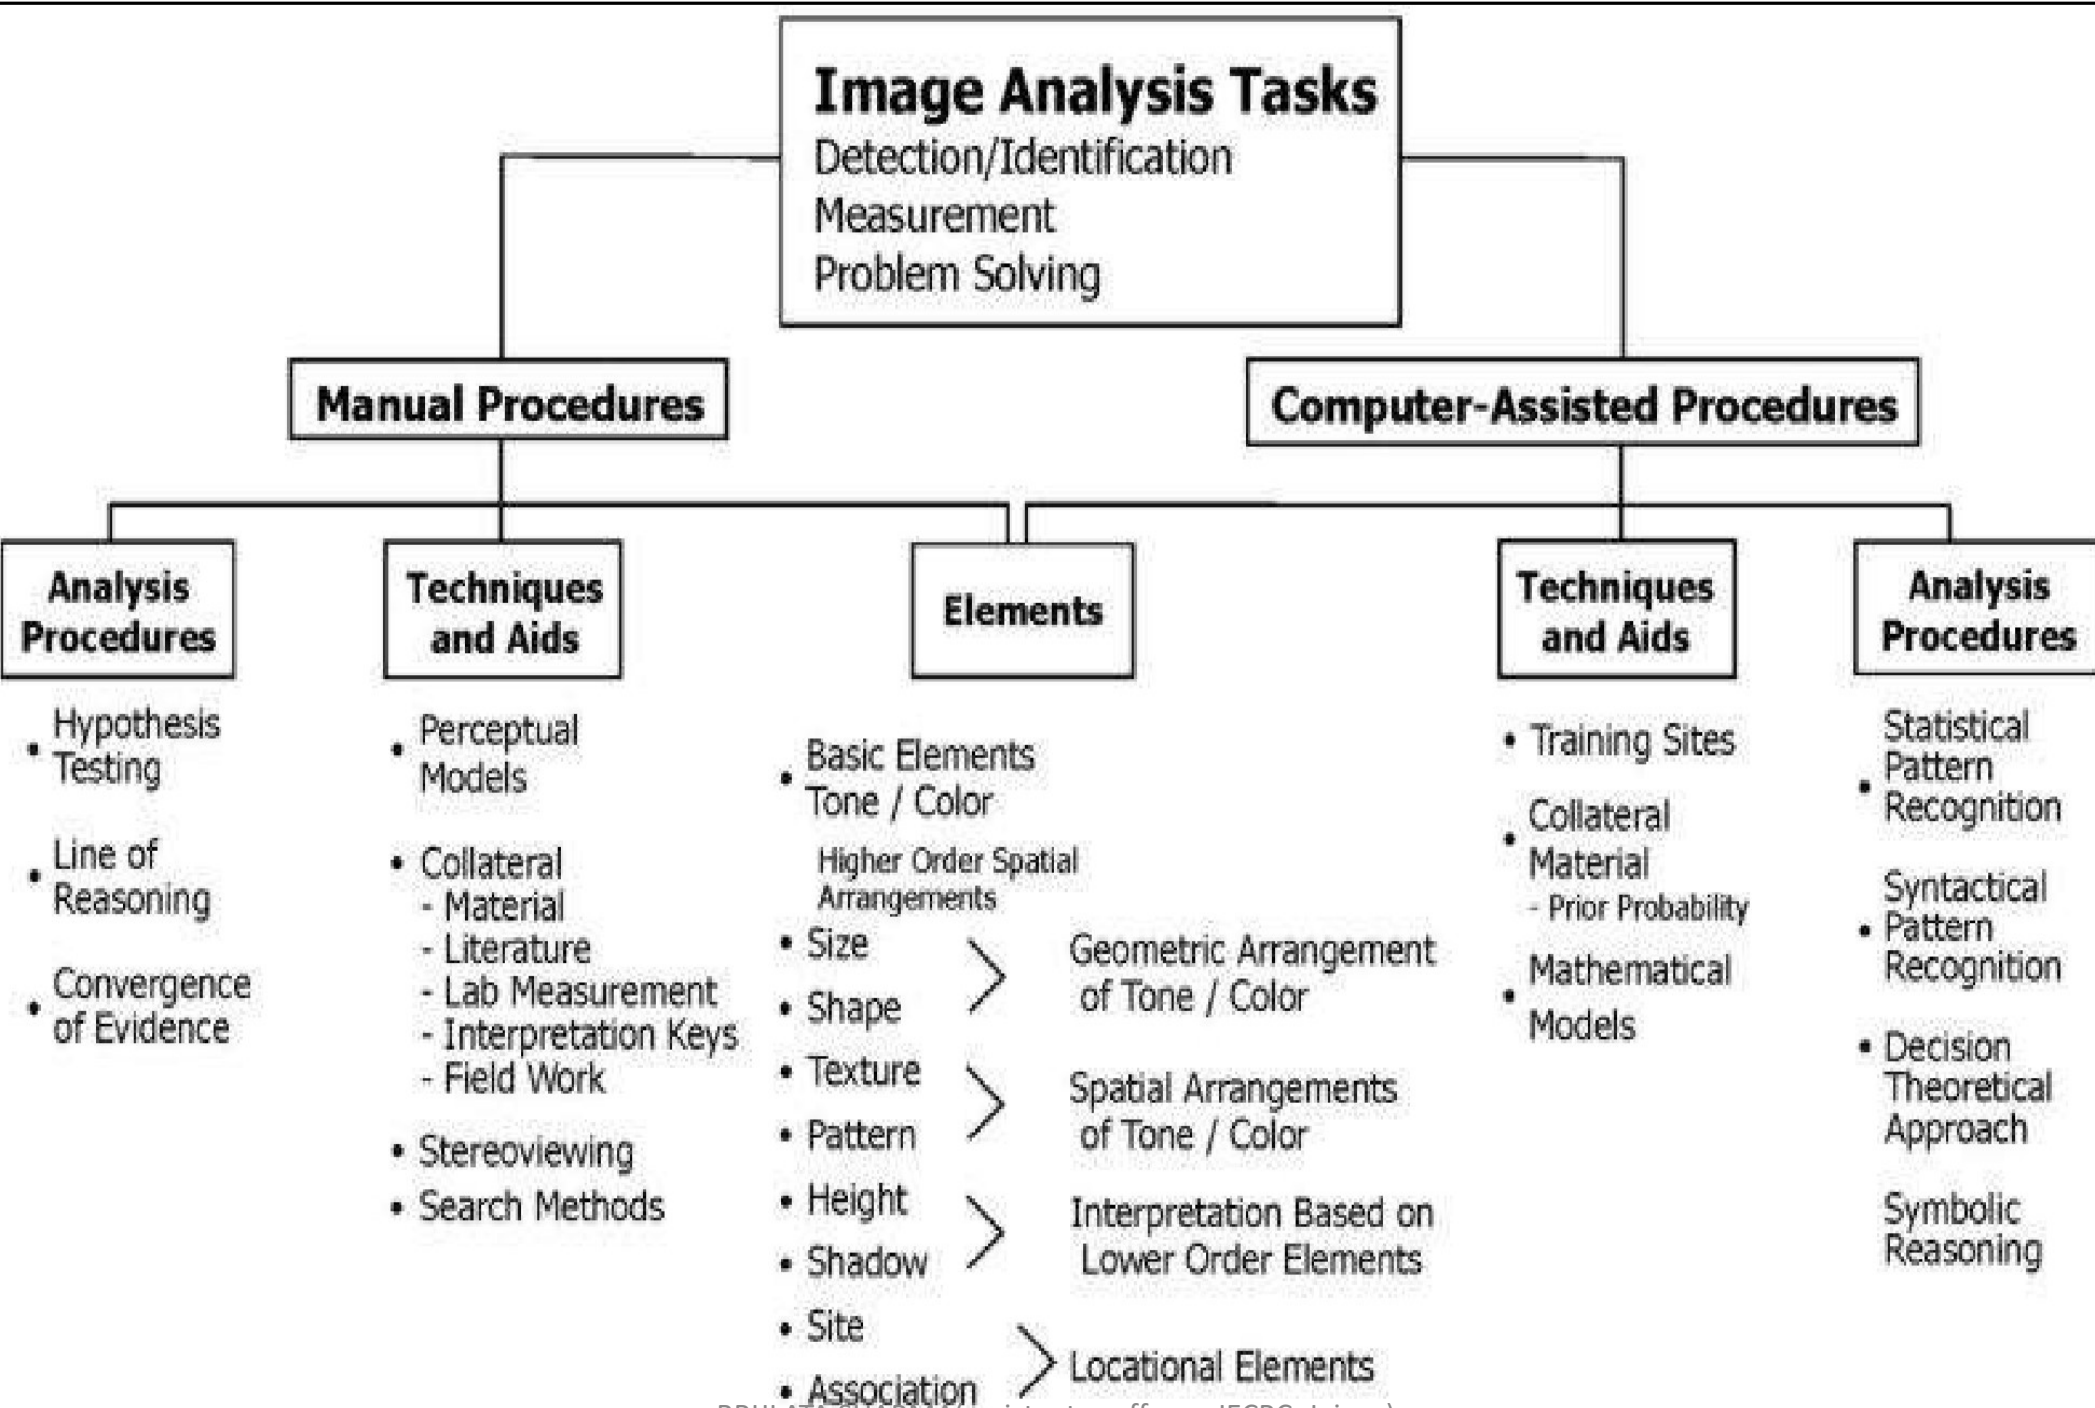 Image Analysis Tasks
Detection/Identification
Measurement
Problem Solving
Manual Procedures
Computer-Assisted Procedures
Analysis
Procedures
• Hypothesis
Testing
• Line of
Reasoning
• Convergence
of Evidence
Techniques
and Aids
• Perceptual
Models
• Collateral
- Material
- Literature
- Lab Measurement
- Interpretation Keys
- Field Work
• Stereoviewing
• Search Methods
Elements
• Basic Elements
Tone / Color
Higher Order Spatial
Arrangements
• Size
• Shape
Geometric Arrangement
of Tone / Color
• Texture
• Pattern
Spatial Arrangements
of Tone / Color
• Height
• Shadow
Interpretation Based on
Lower Order Elements
• Site
• Association
Locational Elements
Techniques
and Aids
• Training Sites
• Collateral
Material
- Prior Probability
• Mathematical
Models
Analysis
Procedures
• Statistical
Pattern
Recognition
• Syntactical
Pattern
Recognition
• Decision
Theoretical
Approach
Symbolic
Reasoning